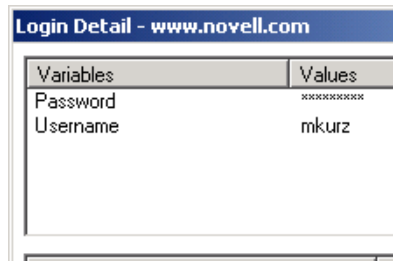 Login Detail - www.novell.com
Variables Values
Password ×××××××××
Username mkurz